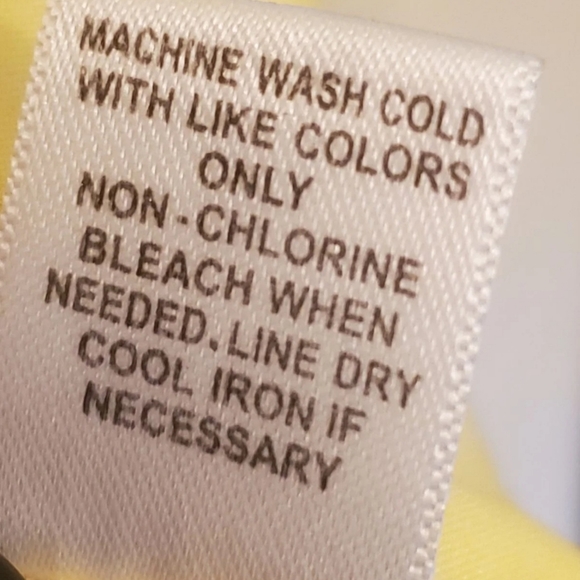 MACHINE WASH COLD
WITH LIKE COLORS
ONLY
NON-CHLORINE
BLEACH WHEN
NEEDED. LINE DRY
COOL IRON IF
NECESSARY